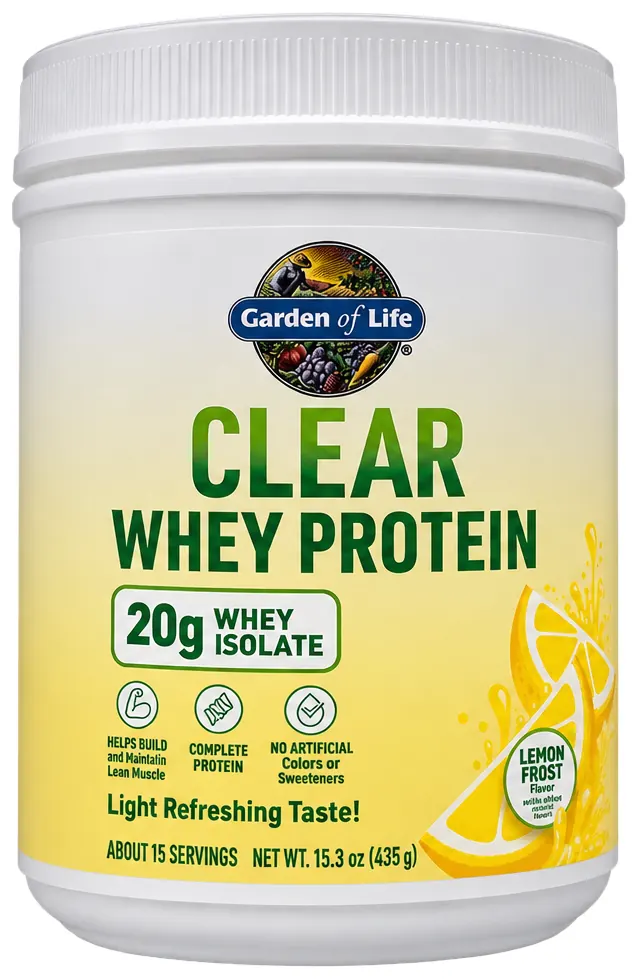 Garden of Life
®
CLEAR
WHEY PROTEIN
20g WHEY
ISOLATE
HELPS BUILD
and Maintalin
Lean Muscle
COMPLETE
PROTEIN
NO ARTIFICIAL
Colors or
Sweeteners
Light Refreshing Taste!
ABOUT 15 SERVINGS NET WT. 15.3 oz (435 g)
LEMON
FROST
Flavor